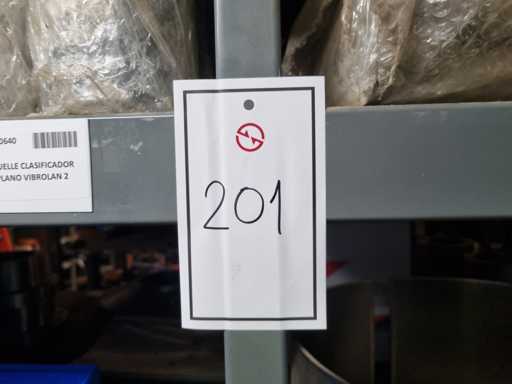 0640
UELLE CLASIFICADOR
PLANO VIBROLAN 2
201